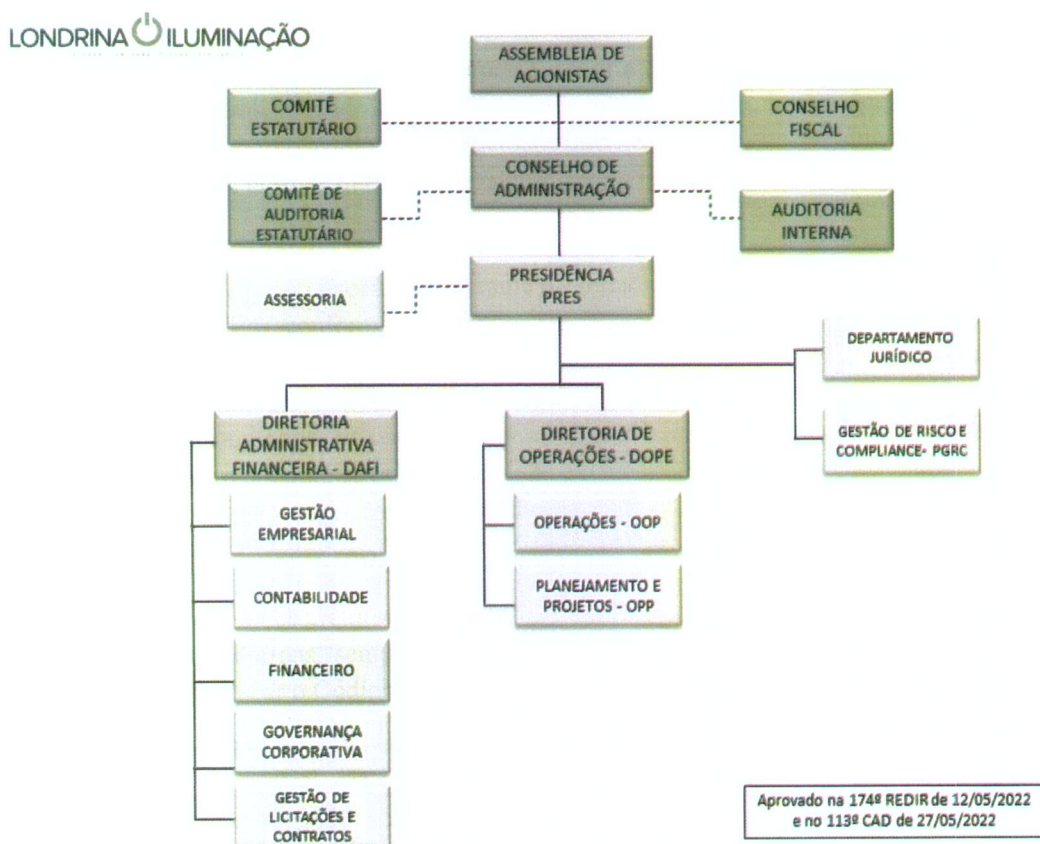 LONDRINA ILUMINAÇÃO
ASSEMBLEIA DE
ACIONISTAS
COMITÊ
ESTATUTÁRIO
CONSELHO
FISCAL
CONSELHO DE
ADMINISTRAÇÃO
COMITÊ DE
AUDITORIA
ESTATUTÁRIO
AUDITORIA
INTERNA
PRESIDÊNCIA
PRES
ASSESSORIA
DEPARTAMENTO
JURÍDICO
GESTÃO DE RISCO E
COMPLIANCE- PGRC
DIRETORIA
ADMINISTRATIVA
FINANCEIRA - DAFI
DIRETORIA DE
OPERAÇÕES - DOPE
GESTÃO
EMPRESARIAL
OPERAÇÕES - OOP
CONTABILIDADE
PLANEJAMENTO E
PROJETOS - OPP
FINANCEIRO
GOVERNANÇA
CORPORATIVA
GESTÃO DE
LICITAÇÕES E
CONTRATOS
Aprovado na 174ª REDIR de 12/05/2022
e no 113º CAD de 27/05/2022